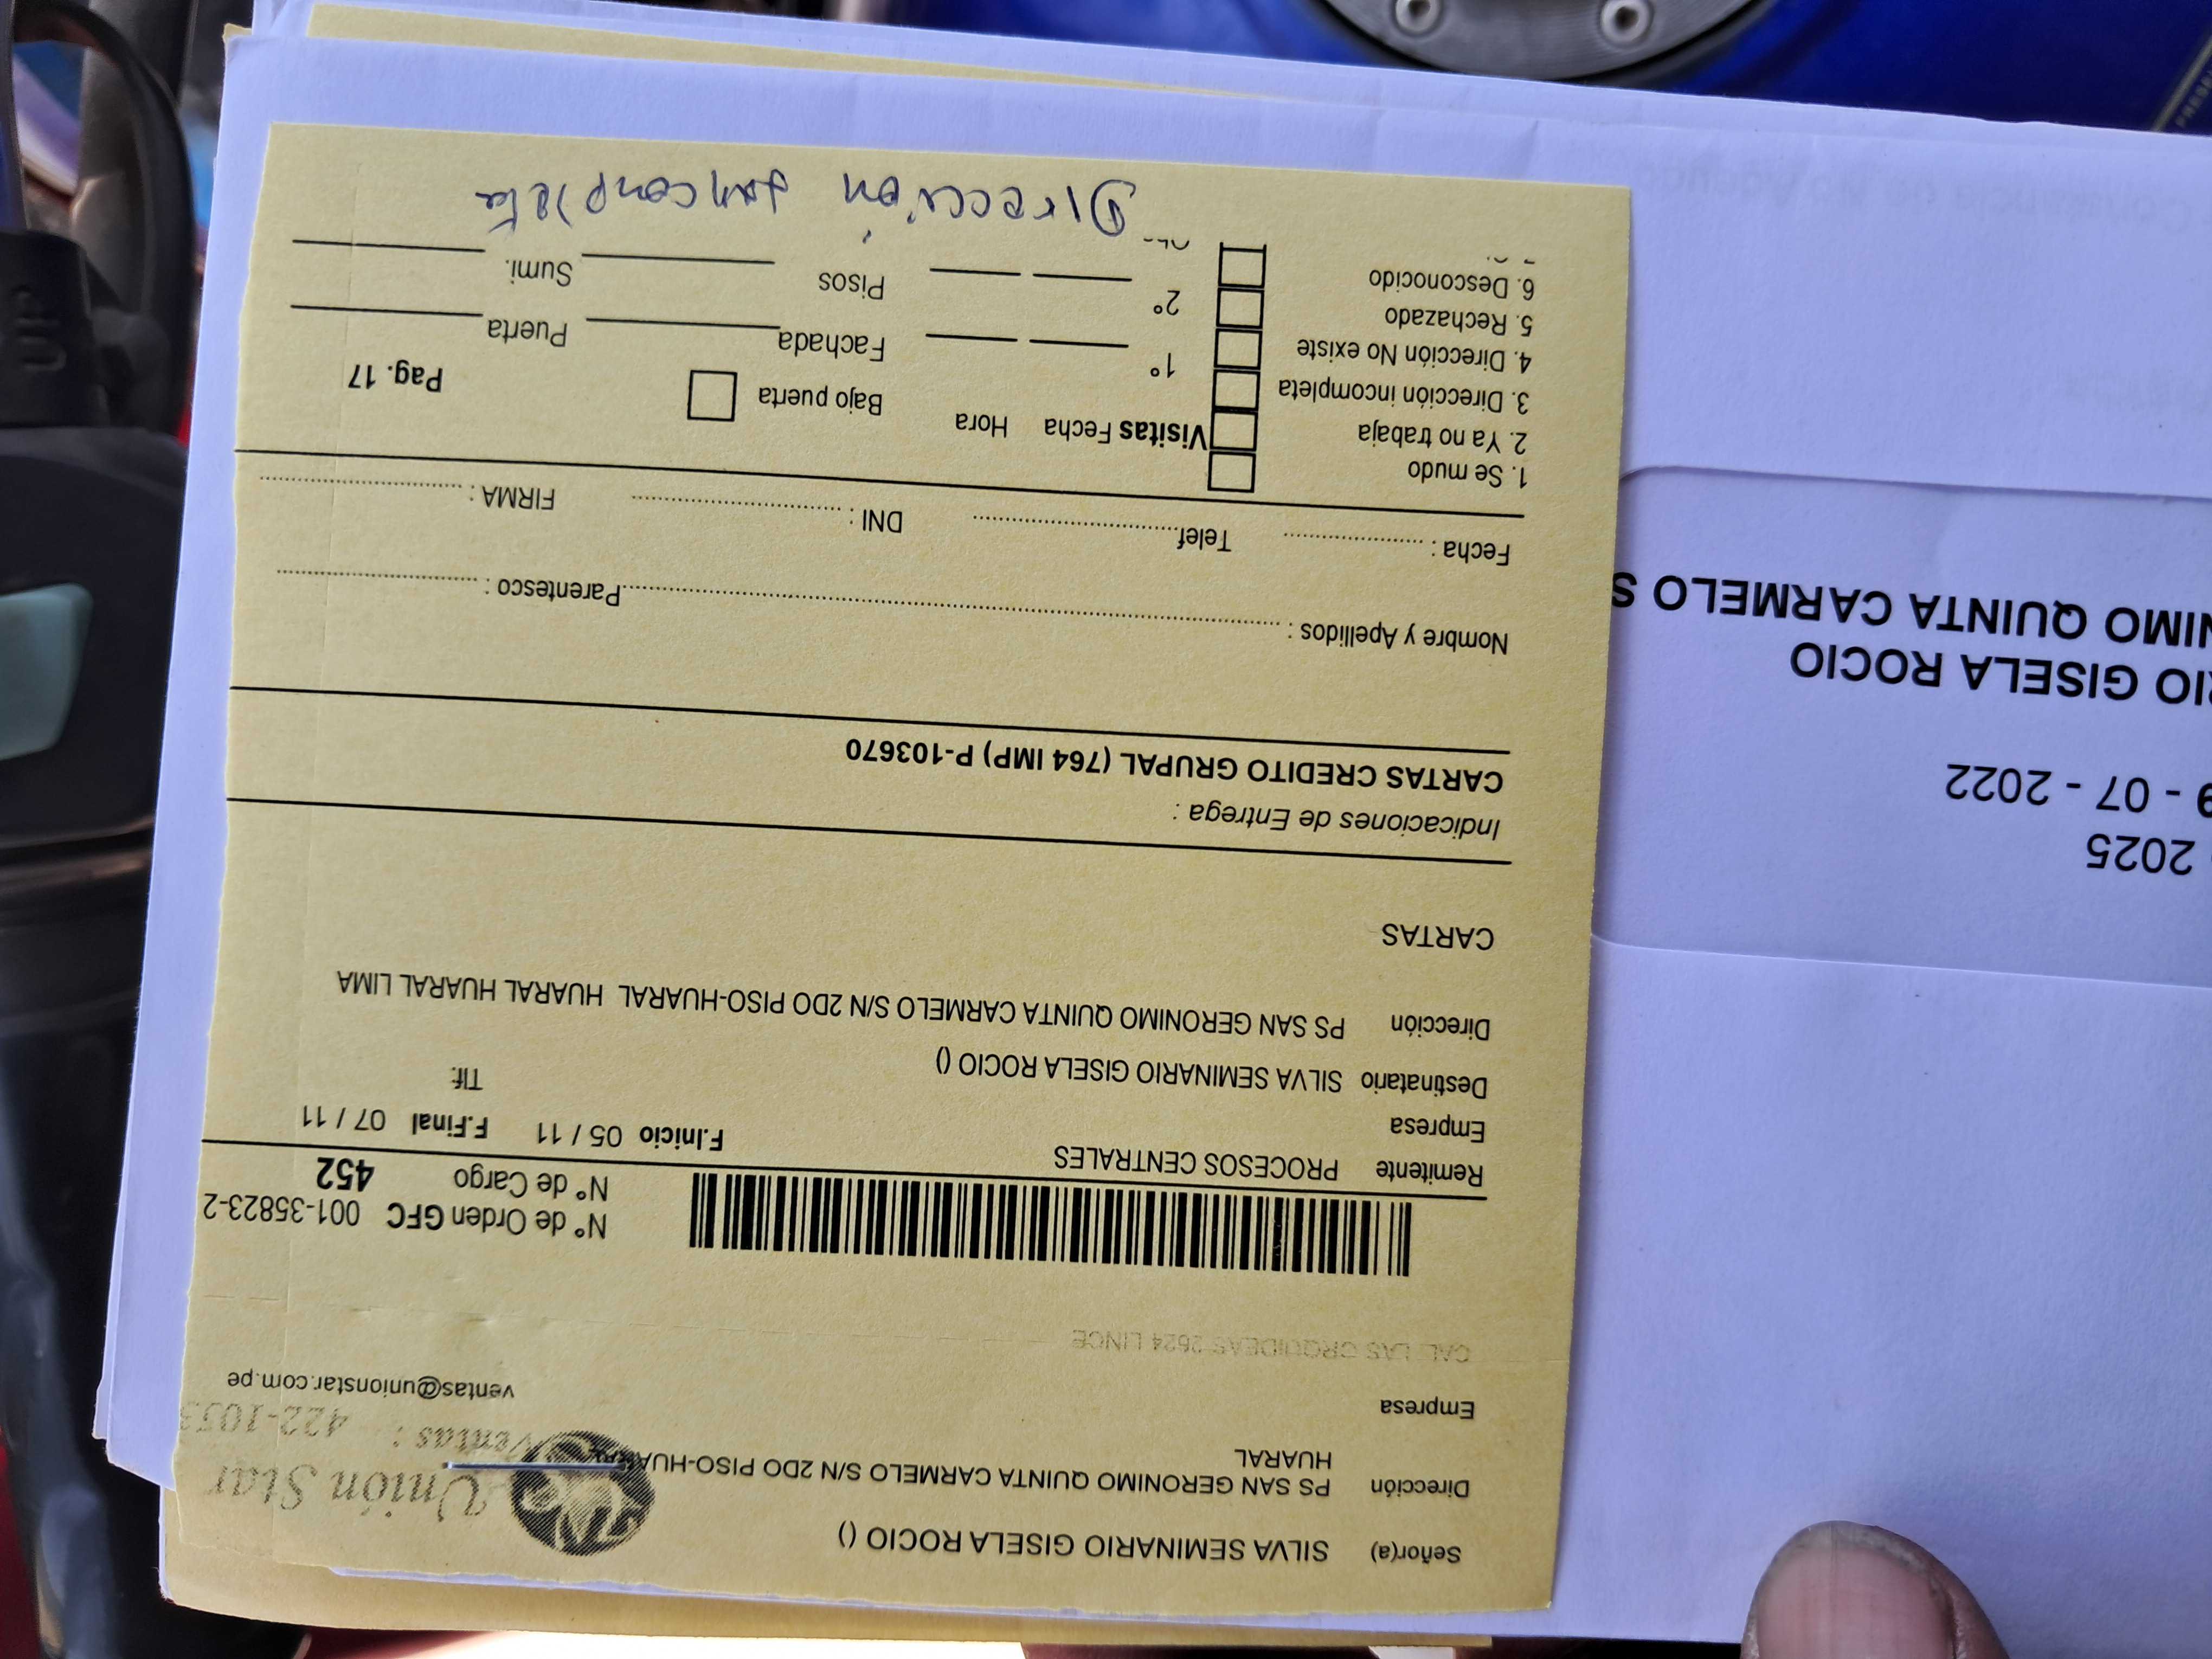 Señor(a) SILVA SEMINARIO GISELA ROCIO ()
Dirección PS SAN GERONIMO QUINTA CARMELO S/N 2DO PISO-HUARAL
HUARAL
Empresa
Unión Star
Ventas : 422-1053
ventas@unionstar.com.pe
CAL LAS ORQUIDEAS 2624 LINCE
N° de Orden GFC 001-35823-2
N° de Cargo 452
Remitente PROCESOS CENTRALES
F.Inicio 05 / 11 F.Final 07 / 11
Empresa
Tlf:
Destinatario SILVA SEMINARIO GISELA ROCIO ()
Dirección PS SAN GERONIMO QUINTA CARMELO S/N 2DO PISO-HUARAL HUARAL HUARAL LIMA
CARTAS
Indicaciones de Entrega :
CARTAS CREDITO GRUPAL (764 IMP) P-103670
Nombre y Apellidos : Parentesco :
Fecha : Telef. DNI : FIRMA :
1. Se mudo
2. Ya no trabaja
3. Dirección incompleta
4. Dirección No existe
5. Rechazado
6. Desconocido
Visitas Fecha Hora
1°
2°
Bajo puerta Pag. 17
Fachada Puerta
Pisos Sumi.
Dirección incompleta
2025
9 - 07 - 2022
RIO GISELA ROCIO
NIMO QUINTA CARMELO S